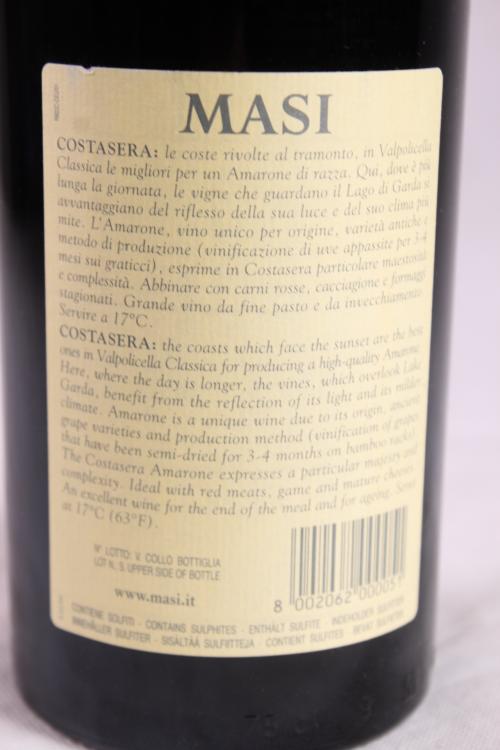 MASI
COSTASERA: le coste rivolte al tramonto, in Valpolicella
Classica le migliori per un Amarone di razza. Qui, dove è più
lunga la giornata, le vigne che guardano il Lago di Garda si
avvantaggiano del riflesso della sua luce e del suo clima più
mite. L'Amarone, vino unico per origine, varietà antiche e
metodo di produzione (vinificazione di uve appassite per 3-4
mesi sui graticci), esprime in Costasera particolare maestosità
e complessità. Abbinare con carni rosse, cacciagione e formaggi
stagionati. Grande vino da fine pasto e da invecchiamento.
Servire a 17°C.
COSTASERA: the coasts which face the sunset are the best
ones in Valpolicella Classica for producing a high-quality Amarone.
Here, where the day is longer, the vines, which overlook Lake
Garda, benefit from the reflection of its light and its milder
climate. Amarone is a unique wine due to its origin, ancient
grape varieties and production method (vinification of grapes
that have been semi-dried for 3-4 months on bamboo racks).
The Costasera Amarone expresses a particular majesty and
complexity. Ideal with red meats, game and mature cheeses.
An excellent wine for the end of the meal and for ageing. Serve
at 17°C (63°F).
N° LOTTO: V. COLLO BOTTIGLIA
LOT N. S. UPPER SIDE OF BOTTLE
www.masi.it
8 002062 000051
CONTIENE SOLFITI - CONTAINS SULPHITES - ENTHÄLT SULFITE - INDEHOLDER SULFITTER
INNEHÅLLER SULFITER - SISÄLTÄÄ SULFIITTEJA - CONTIENT SULFITES - BEVAT SULFIETEN